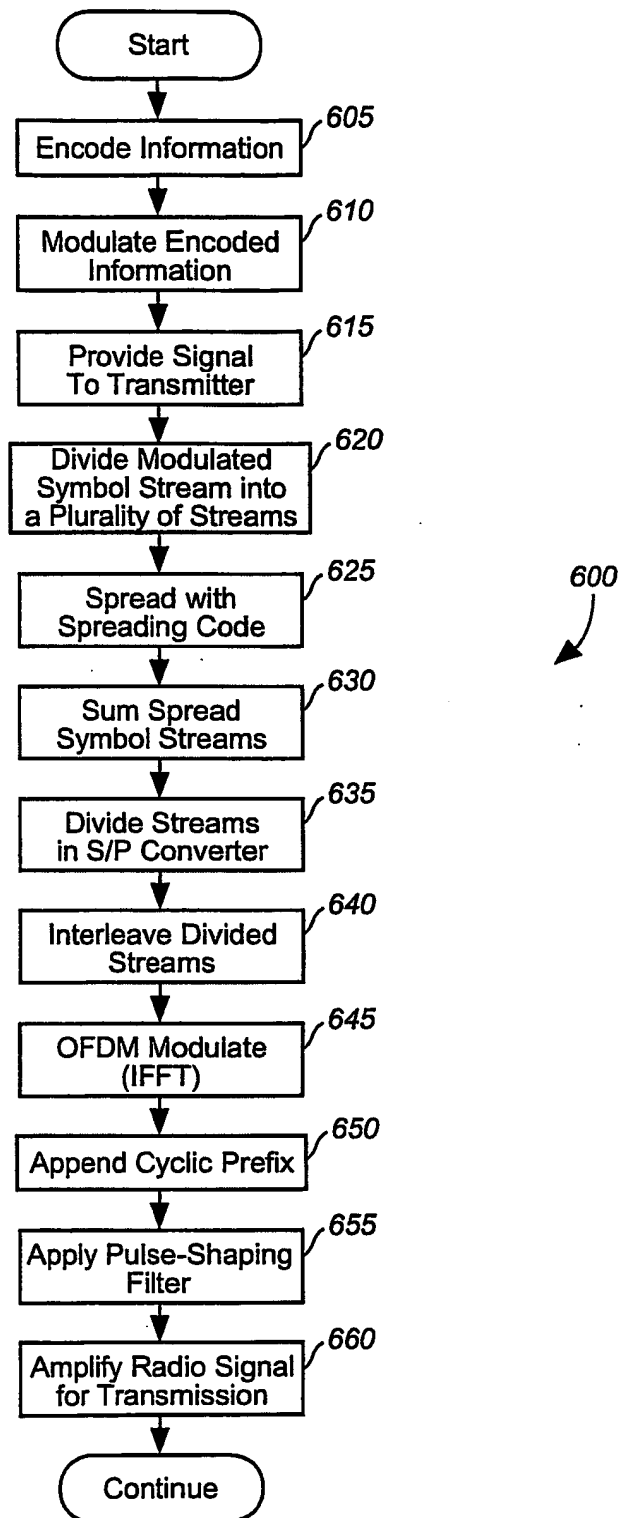 Start
605
Encode Information
610
Modulate Encoded
Information
615
Provide Signal
To Transmitter
620
Divide Modulated
Symbol Stream into
a Plurality of Streams
625
Spread with
Spreading Code
600
630
Sum Spread
Symbol Streams
635
Divide Streams
in S/P Converter
640
Interleave Divided
Streams
645
OFDM Modulate
(IFFT)
650
Append Cyclic Prefix
655
Apply Pulse-Shaping
Filter
660
Amplify Radio Signal
for Transmission
Continue